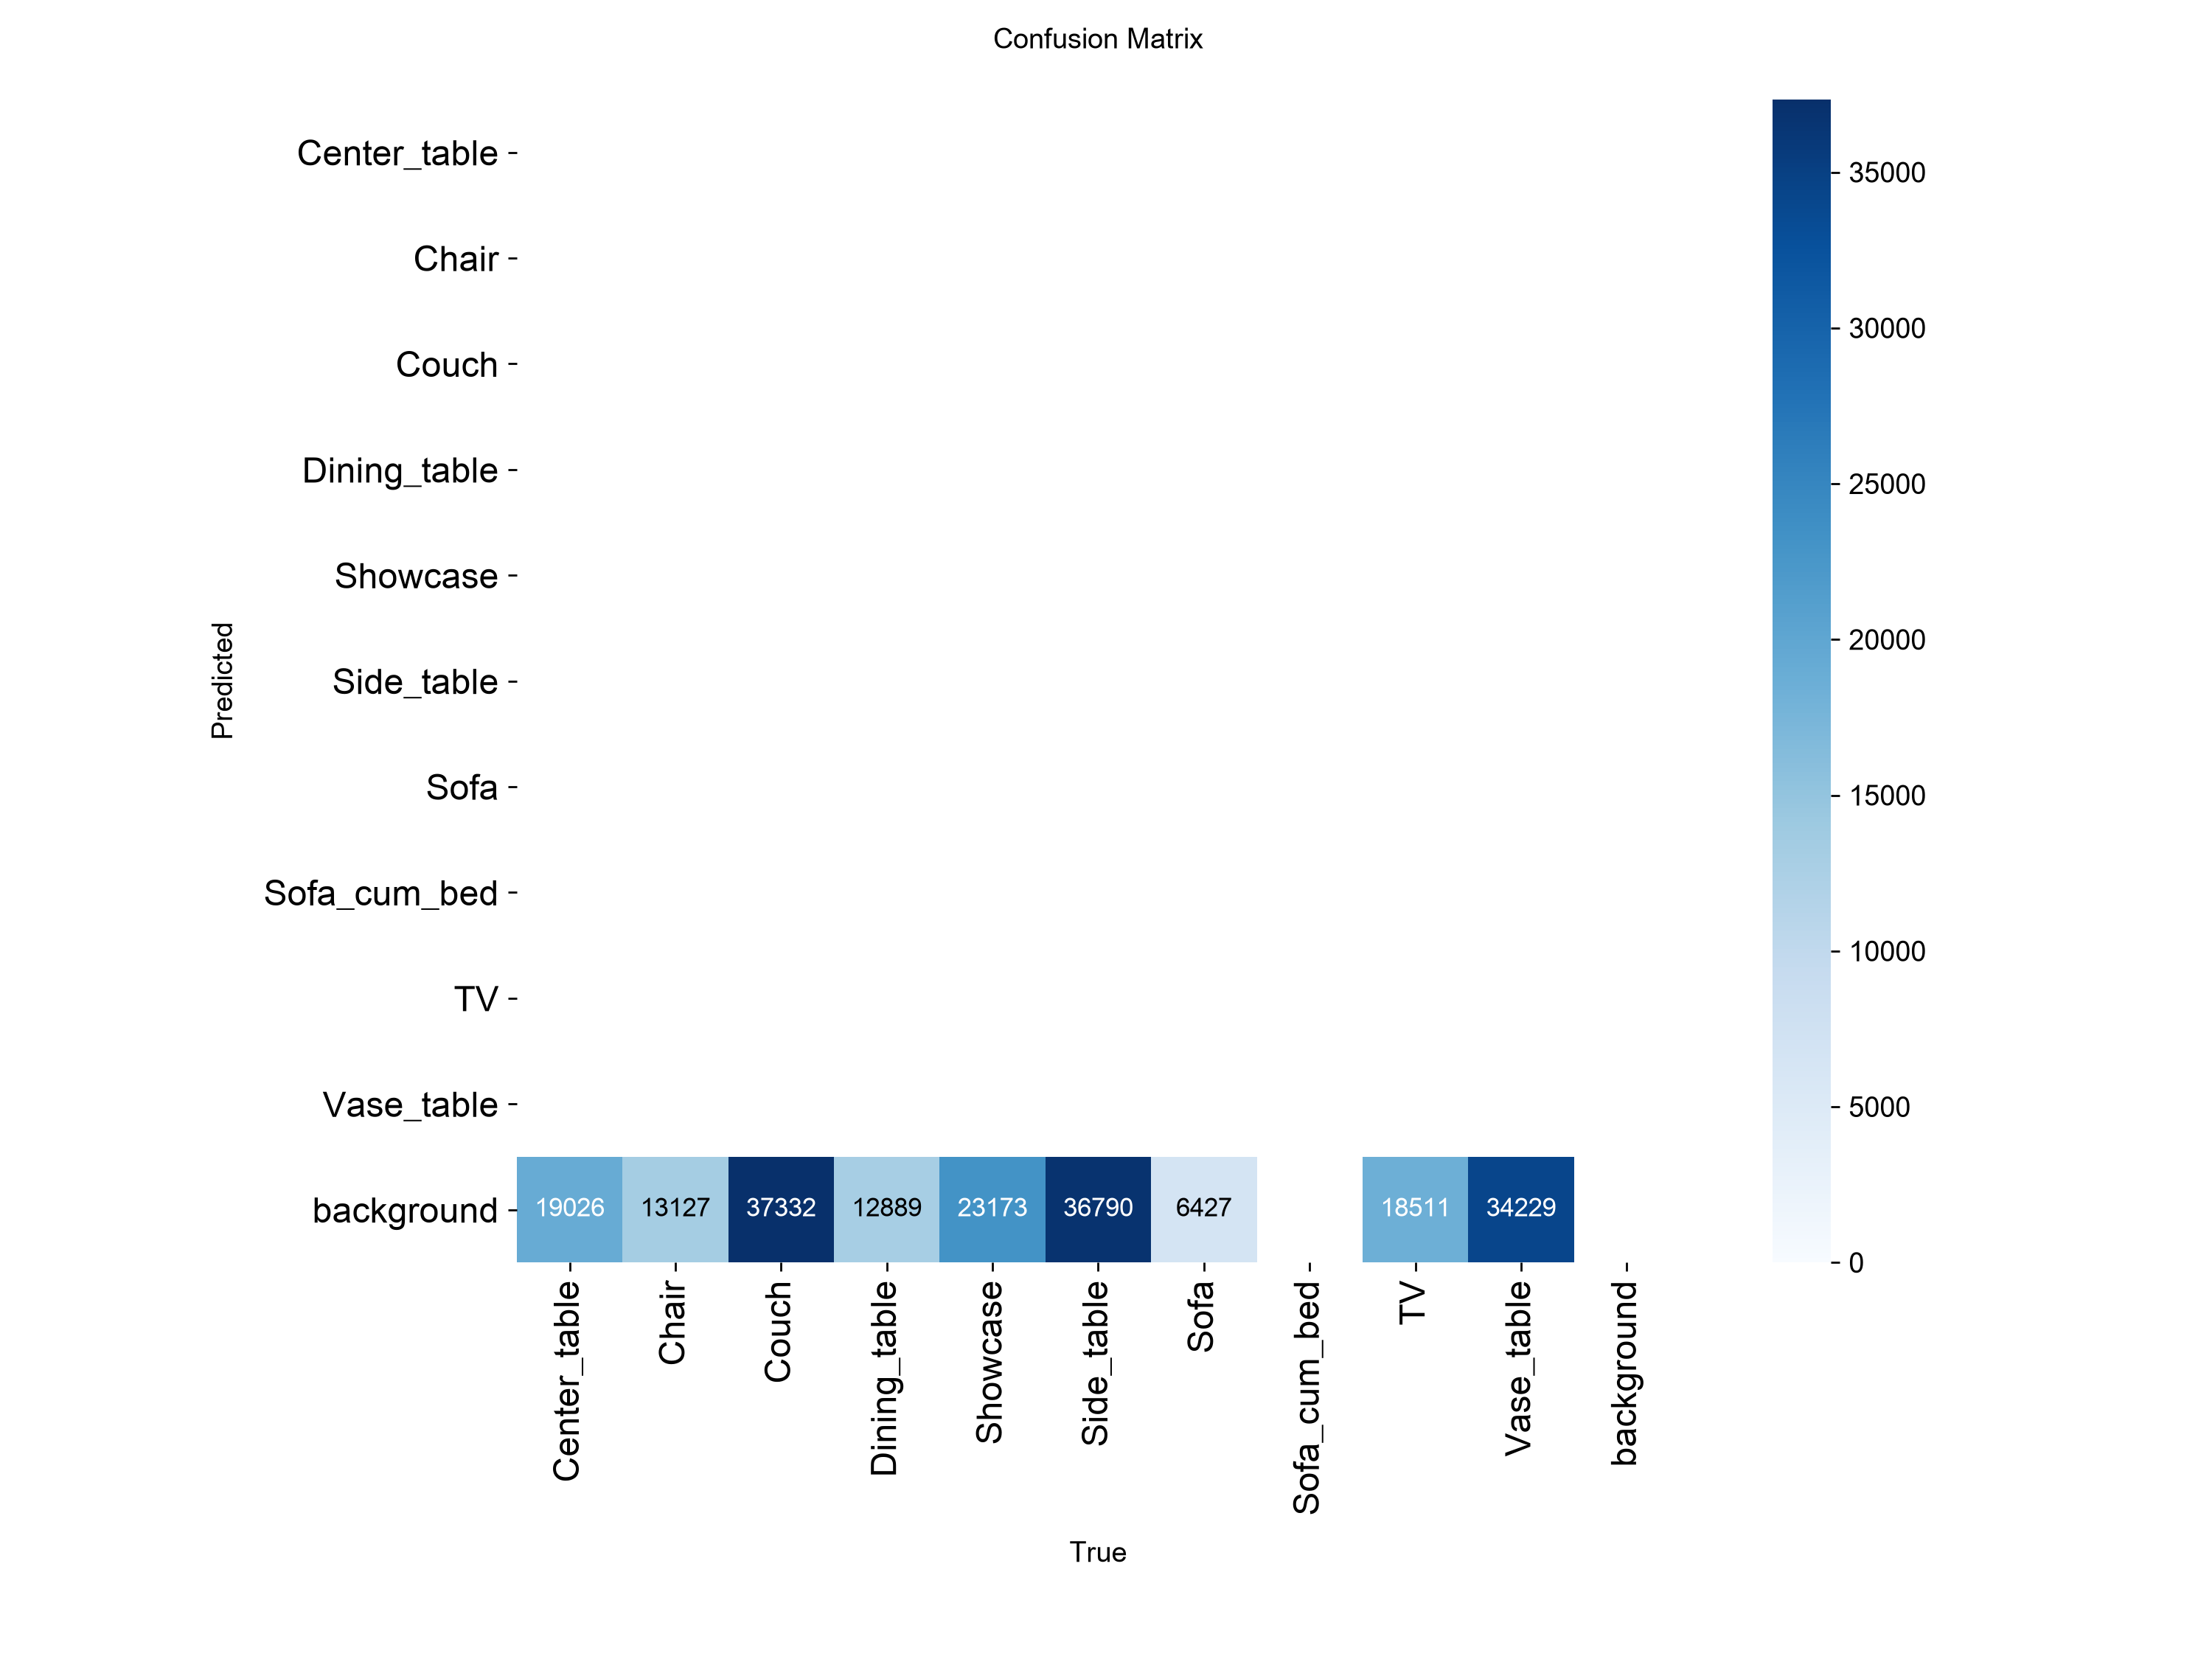 Confusion Matrix
Center_table
Chair
Couch
Dining_table
Showcase
Side_table
Sofa
Sofa_cum_bed
TV
Vase_table
background
Predicted
19026 13127 37332 12889 23173 36790 6427 18511 34229
Center_table
Chair
Couch
Dining_table
Showcase
Side_table
Sofa
Sofa_cum_bed
TV
Vase_table
background
True
35000
30000
25000
20000
15000
10000
5000
0